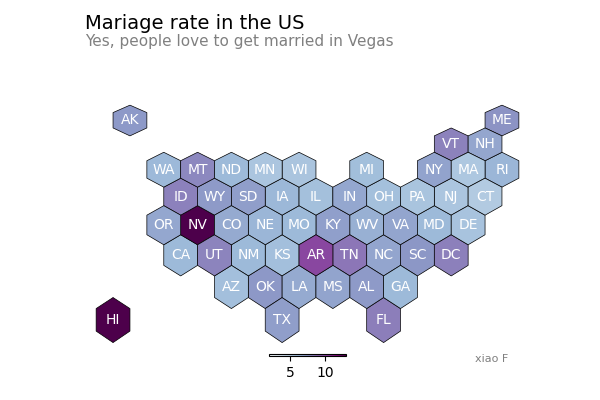 Mariage rate in the US
Yes, people love to get married in Vegas
AK ME
VT NH
WA MT ND MN WI MI NY MA RI
ID WY SD IA IL IN OH PA NJ CT
OR NV CO NE MO KY WV VA MD DE
CA UT NM KS AR TN NC SC DC
AZ OK LA MS AL GA
HI TX FL
xiao F
5 10